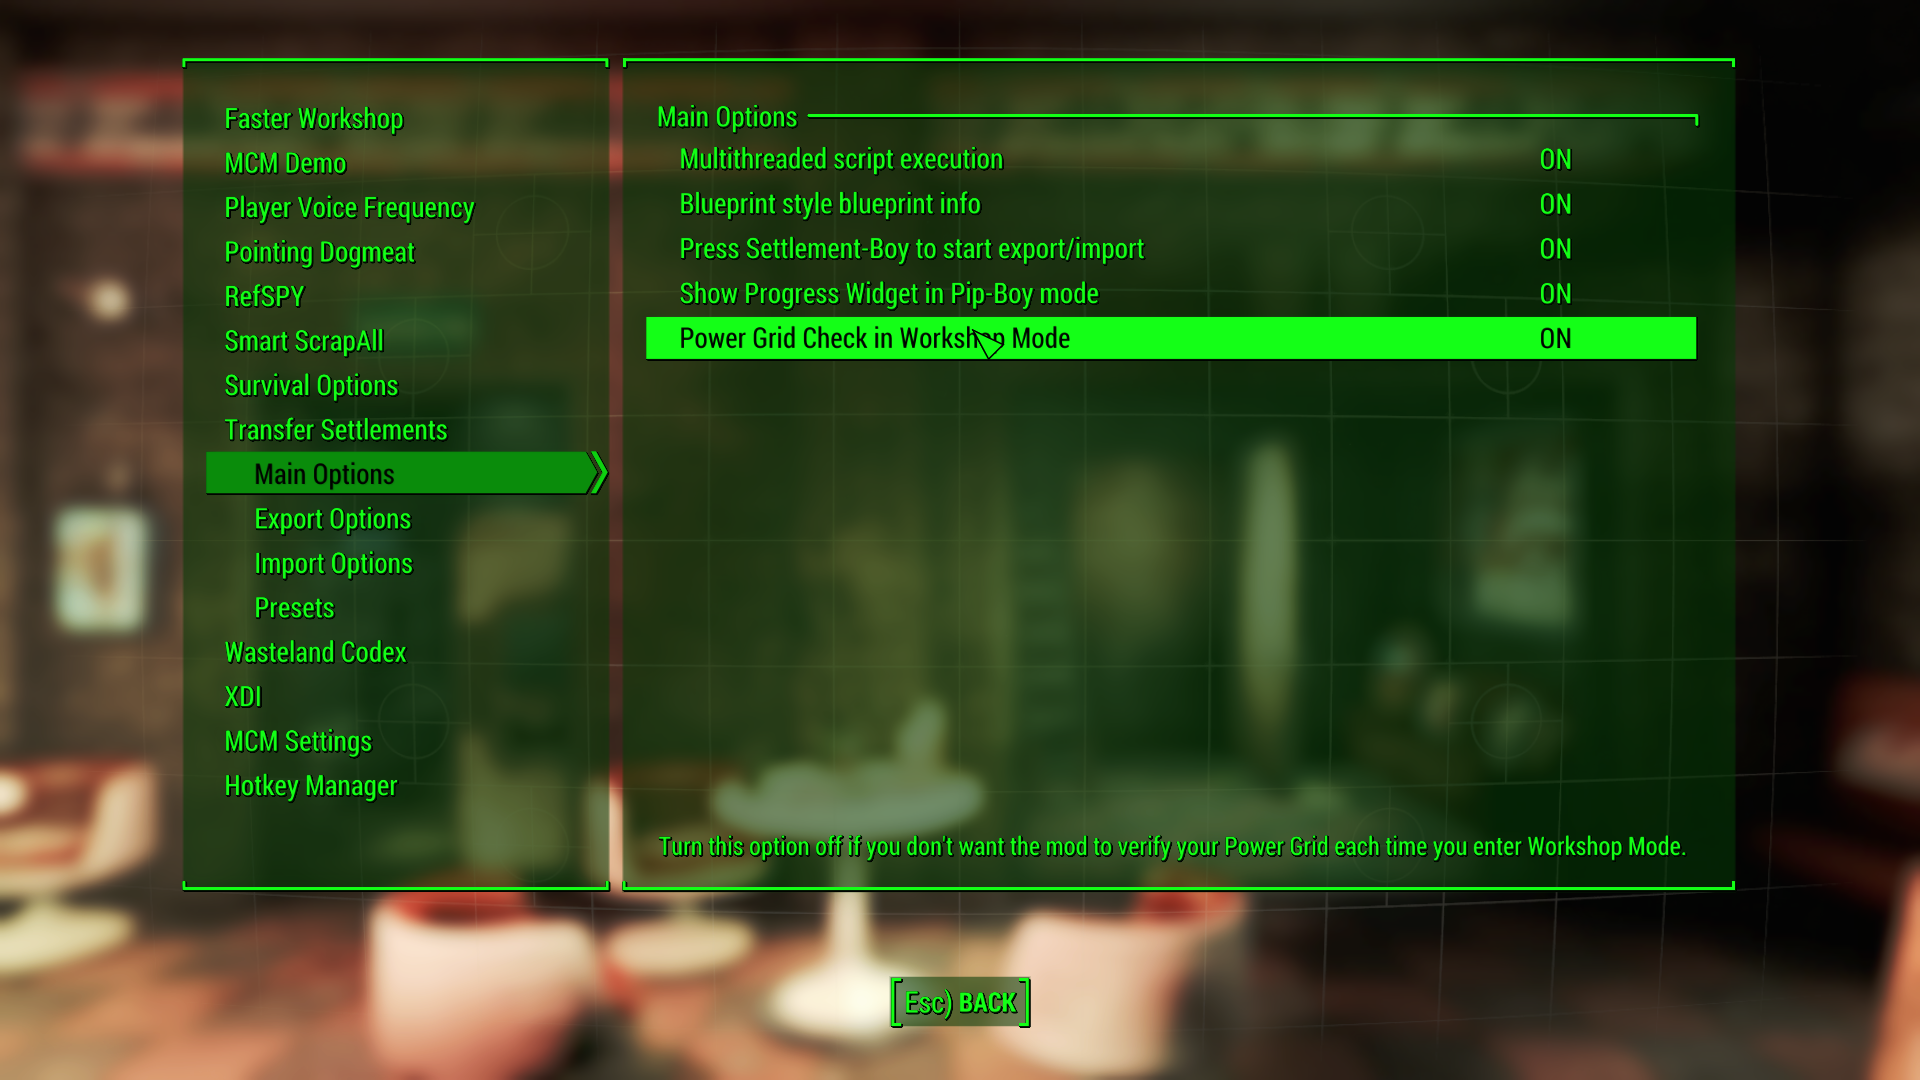 Faster Workshop
MCM Demo
Player Voice Frequency
Pointing Dogmeat
RefSPY
Smart ScrapAll
Survival Options
Transfer Settlements
Main Options
Export Options
Import Options
Presets
Wasteland Codex
XDI
MCM Settings
Hotkey Manager
Main Options
Multithreaded script execution ON
Blueprint style blueprint info ON
Press Settlement-Boy to start export/import ON
Show Progress Widget in Pip-Boy mode ON
Power Grid Check in Workshop Mode ON
Turn this option off if you don't want the mod to verify your Power Grid each time you enter Workshop Mode.
Esc) BACK